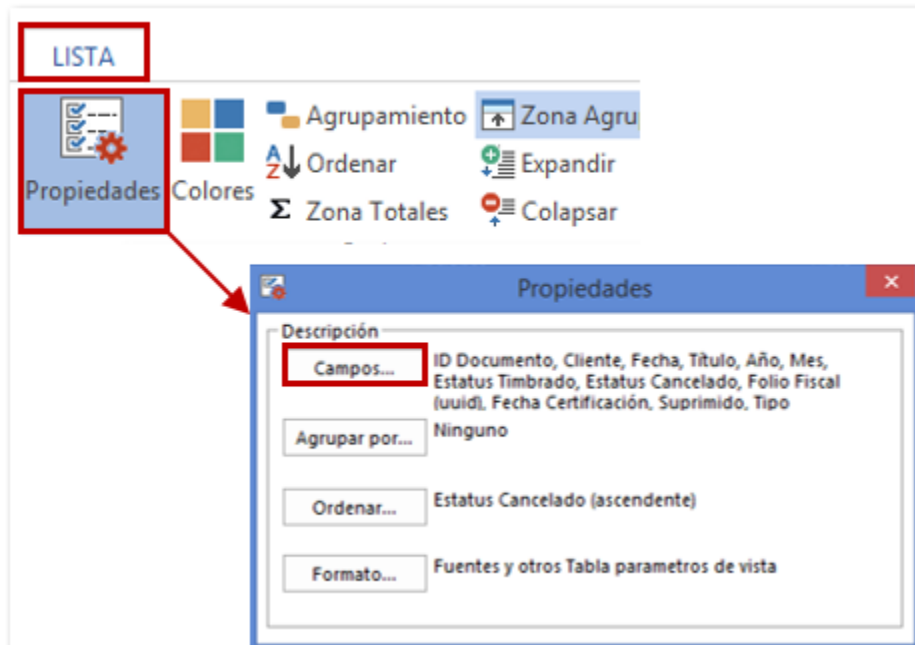 LISTA
Propiedades
Colores
Agrupamiento
Ordenar
Σ Zona Totales
Zona Agru
Expandir
Colapsar
Propiedades
Descripción
Campos...
ID Documento, Cliente, Fecha, Título, Año, Mes,
Estatus Timbrado, Estatus Cancelado, Folio Fiscal
(uuid), Fecha Certificación, Suprimido, Tipo
Agrupar por...
Ninguno
Ordenar...
Estatus Cancelado (ascendente)
Formato...
Fuentes y otros Tabla parametros de vista